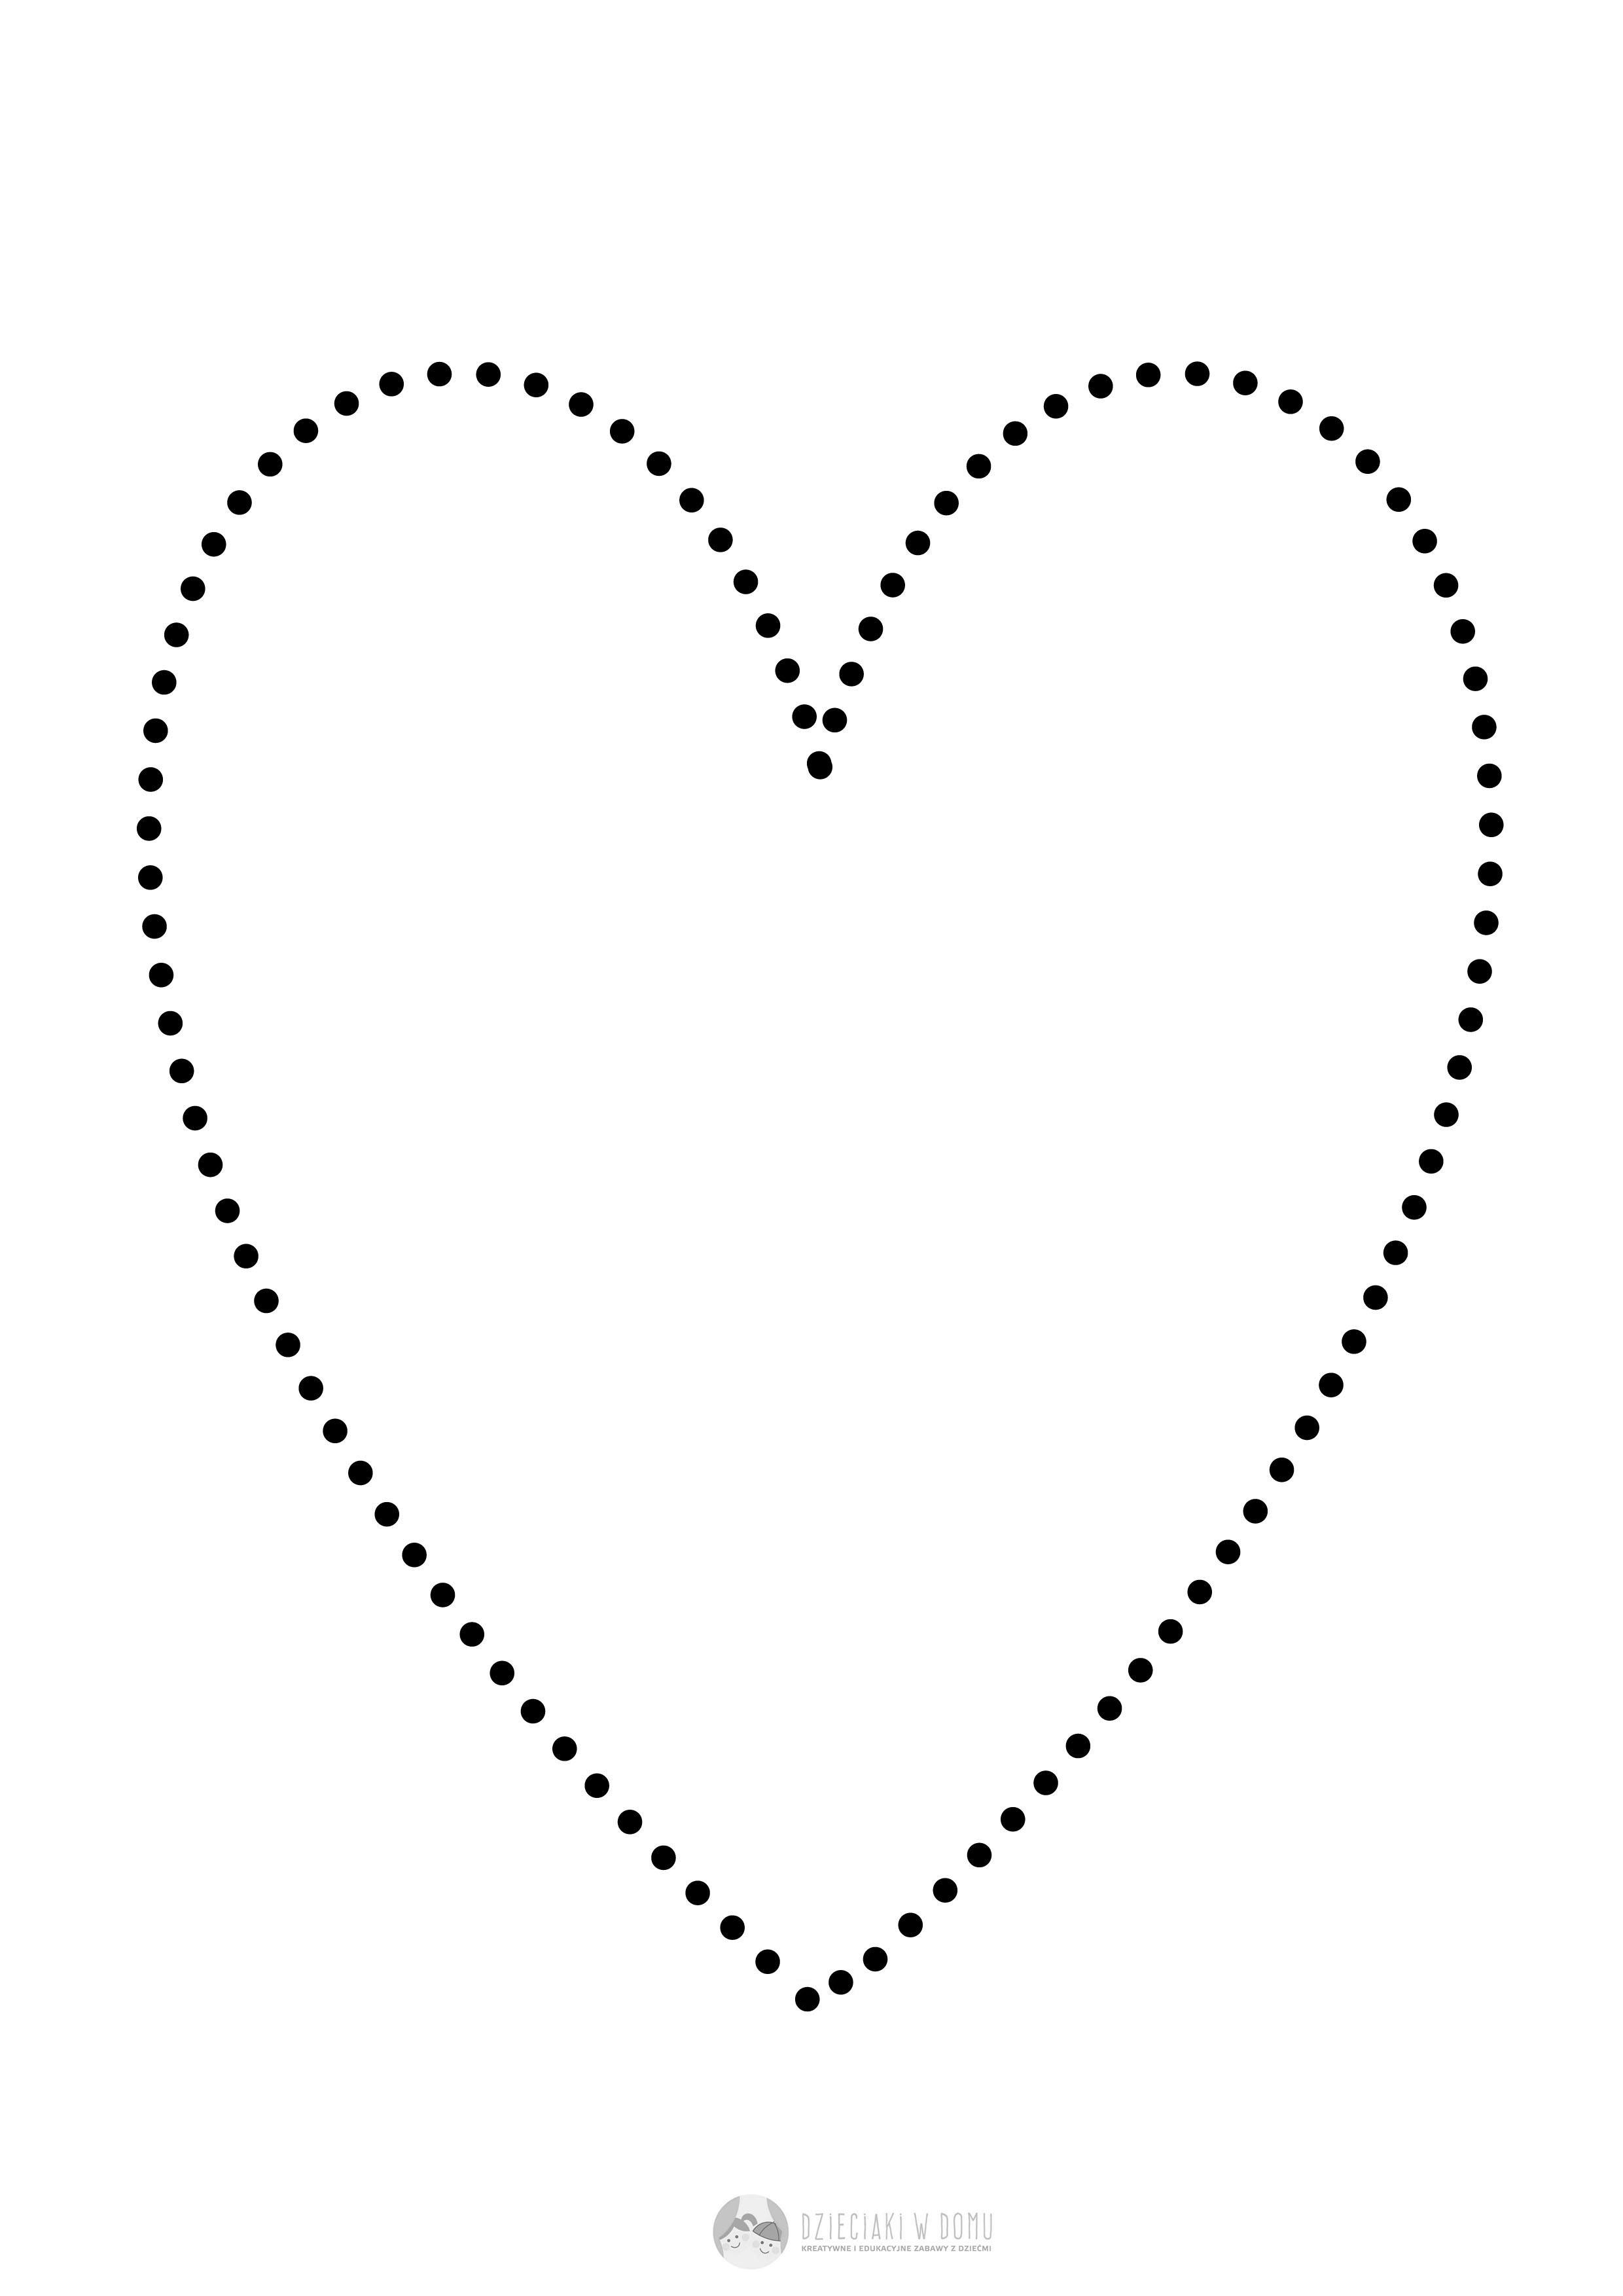 DZiECiAKi W DOMU
KREATYWNE I EDUKACYJNE ZABAWY Z DZIEĆMI